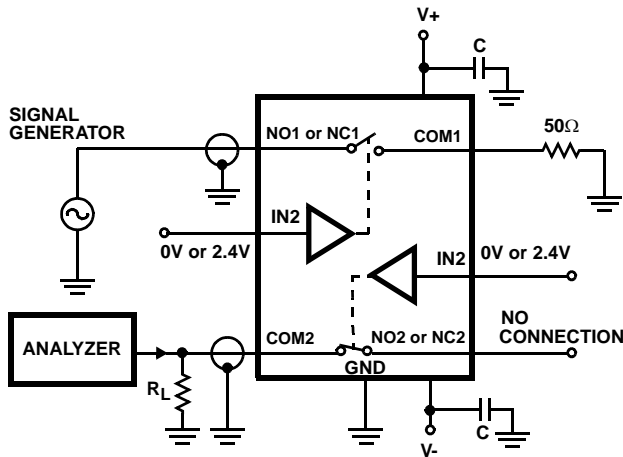 V+
C
SIGNAL
GENERATOR
NO1 or NC1
COM1
50Ω
IN2
0V or 2.4V
IN2
0V or 2.4V
ANALYZER
COM2
NO2 or NC2
NO
CONNECTION
GND
RL
V-
C